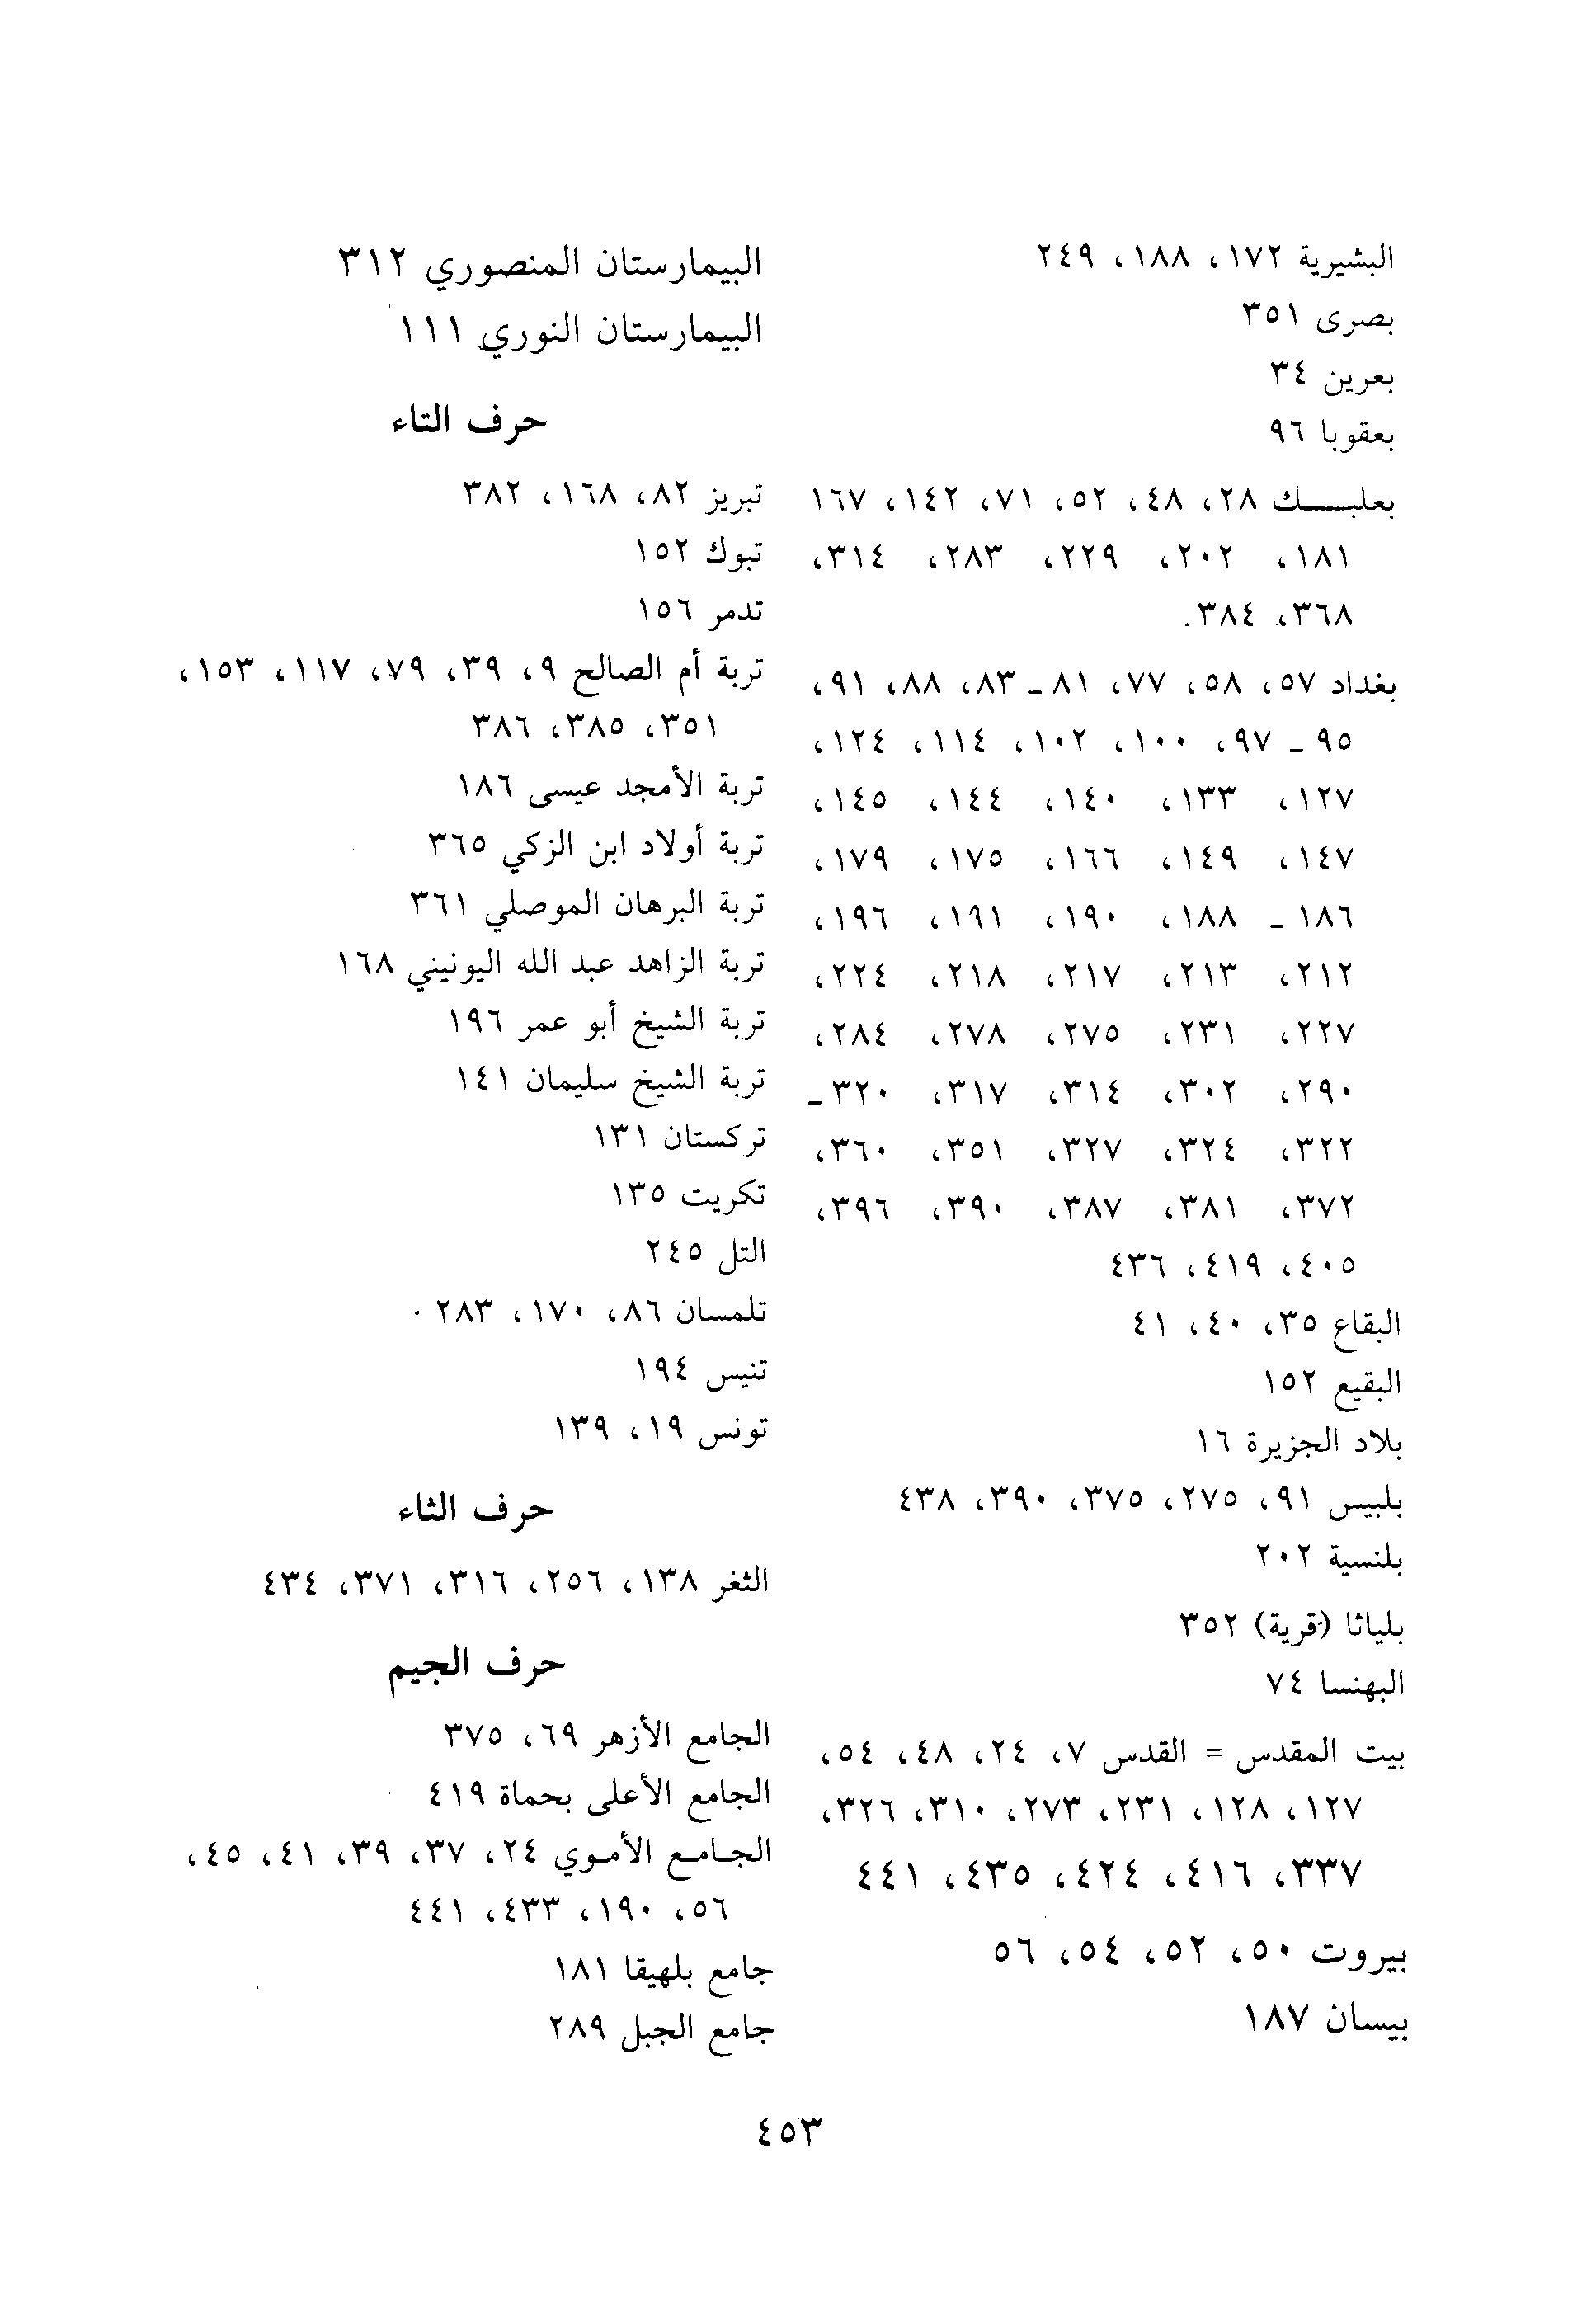 البشيرية ١٧٢، ١٨٨، ٢٤٩
بصرى ٣٥١
بعرين ٣٤
بعقوبا ٩٦
بعلبـــــك ٢٨، ٤٨، ٥٢، ٧١، ١٤٢، ١٦٧
١٨١، ٢٠٢، ٢٢٩، ٢٨٣، ٣١٤،
٣٦٨، ٣٨٤.
بغداد ٥٧، ٥٨، ٧٧، ٨١ ـ ٨٣، ٨٨، ٩١،
٩٥ ـ ٩٧، ١٠٠، ١٠٢، ١١٤، ١٢٤،
١٢٧، ١٣٣، ١٤٠، ١٤٤، ١٤٥،
١٤٧، ١٤٩، ١٦٦، ١٧٥، ١٧٩،
١٨٦ ـ ١٨٨، ١٩٠، ١٩١، ١٩٦،
٢١٢، ٢١٣، ٢١٧، ٢١٨، ٢٢٤،
٢٢٧، ٢٣١، ٢٧٥، ٢٧٨، ٢٨٤،
٢٩٠، ٣٠٢، ٣١٤، ٣١٧، ٣٢٠ ـ
٣٢٢، ٣٢٤، ٣٢٧، ٣٥١، ٣٦٠،
٣٧٢، ٣٨١، ٣٨٧، ٣٩٠، ٣٩٦،
٤٠٥، ٤١٩، ٤٣٦
البقاع ٣٥، ٤٠، ٤١
البقيع ١٥٢
بلاد الجزيرة ١٦
بلبيس ٩١، ٢٧٥، ٣٧٥، ٣٩٠، ٤٣٨
بلنسية ٢٠٢
بلياثا (قرية) ٣٥٢
البهنسا ٧٤
بيت المقدس = القدس ٧، ٢٤، ٤٨، ٥٤،
١٢٧، ١٢٨، ٢٣١، ٢٧٣، ٣١٠، ٣٢٦،
٣٣٧، ٤١٦، ٤٢٤، ٤٣٥، ٤٤١
بيروت ٥٠، ٥٢، ٥٤، ٥٦
بيسان ١٨٧
البيمارستان المنصوري ٣١٢
البيمارستان النوري ١١١
حرف التاء
تبريز ٨٢، ١٦٨، ٣٨٢
تبوك ١٥٢
تدمر ١٥٦
تربة أم الصالح ٩، ٣٩، ٧٩، ١١٧، ١٥٣،
٣٥١، ٣٨٥، ٣٨٦
تربة الأمجد عيسى ١٨٦
تربة أولاد ابن الزكي ٣٦٥
تربة البرهان الموصلي ٣٦١
تربة الزاهد عبد الله اليونيني ١٦٨
تربة الشيخ أبو عمر ١٩٦
تربة الشيخ سليمان ١٤١
تركستان ١٣١
تكريت ١٣٥
التل ٢٤٥
تلمسان ٨٦، ١٧٠، ٢٨٣.
تنيس ١٩٤
تونس ١٩، ١٣٩
حرف الثاء
الثغر ١٣٨، ٢٥٦، ٣١٦، ٣٧١، ٤٣٤
حرف الجيم
الجامع الأزهر ٦٩، ٣٧٥
الجامع الأعلى بحماة ٤١٩
الجـامـع الأمـوي ٢٤، ٣٧، ٣٩، ٤١، ٤٥،
٥٦، ١٩٠، ٤٣٣، ٤٤١
جامع بلهيقا ١٨١
جامع الجبل ٢٨٩
٤٥٣